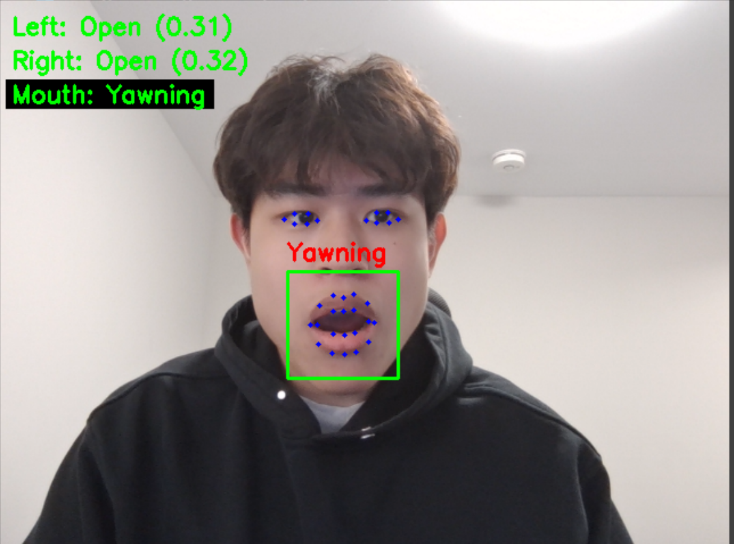 Left: Open (0.31)
Right: Open (0.32)
Mouth: Yawning
Yawning